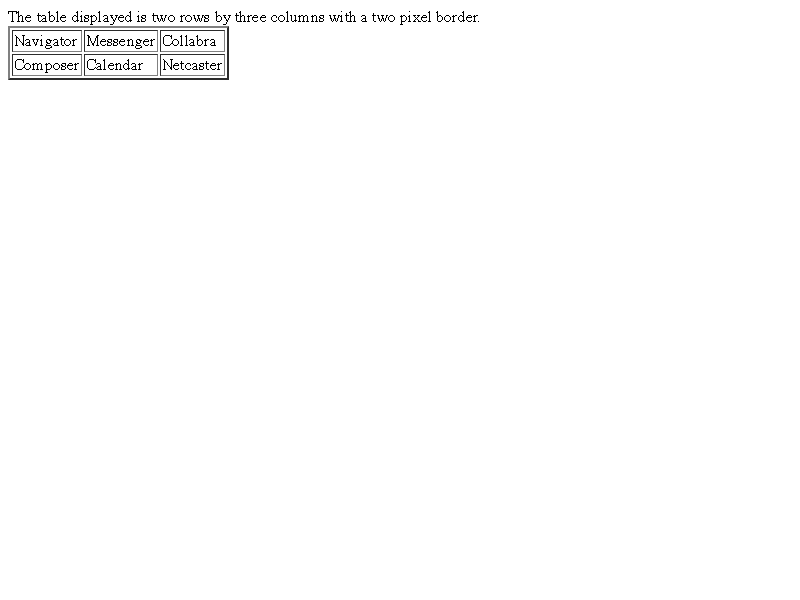 The table displayed is two rows by three columns with a two pixel border.
Navigator Messenger Collabra
Composer Calendar Netcaster